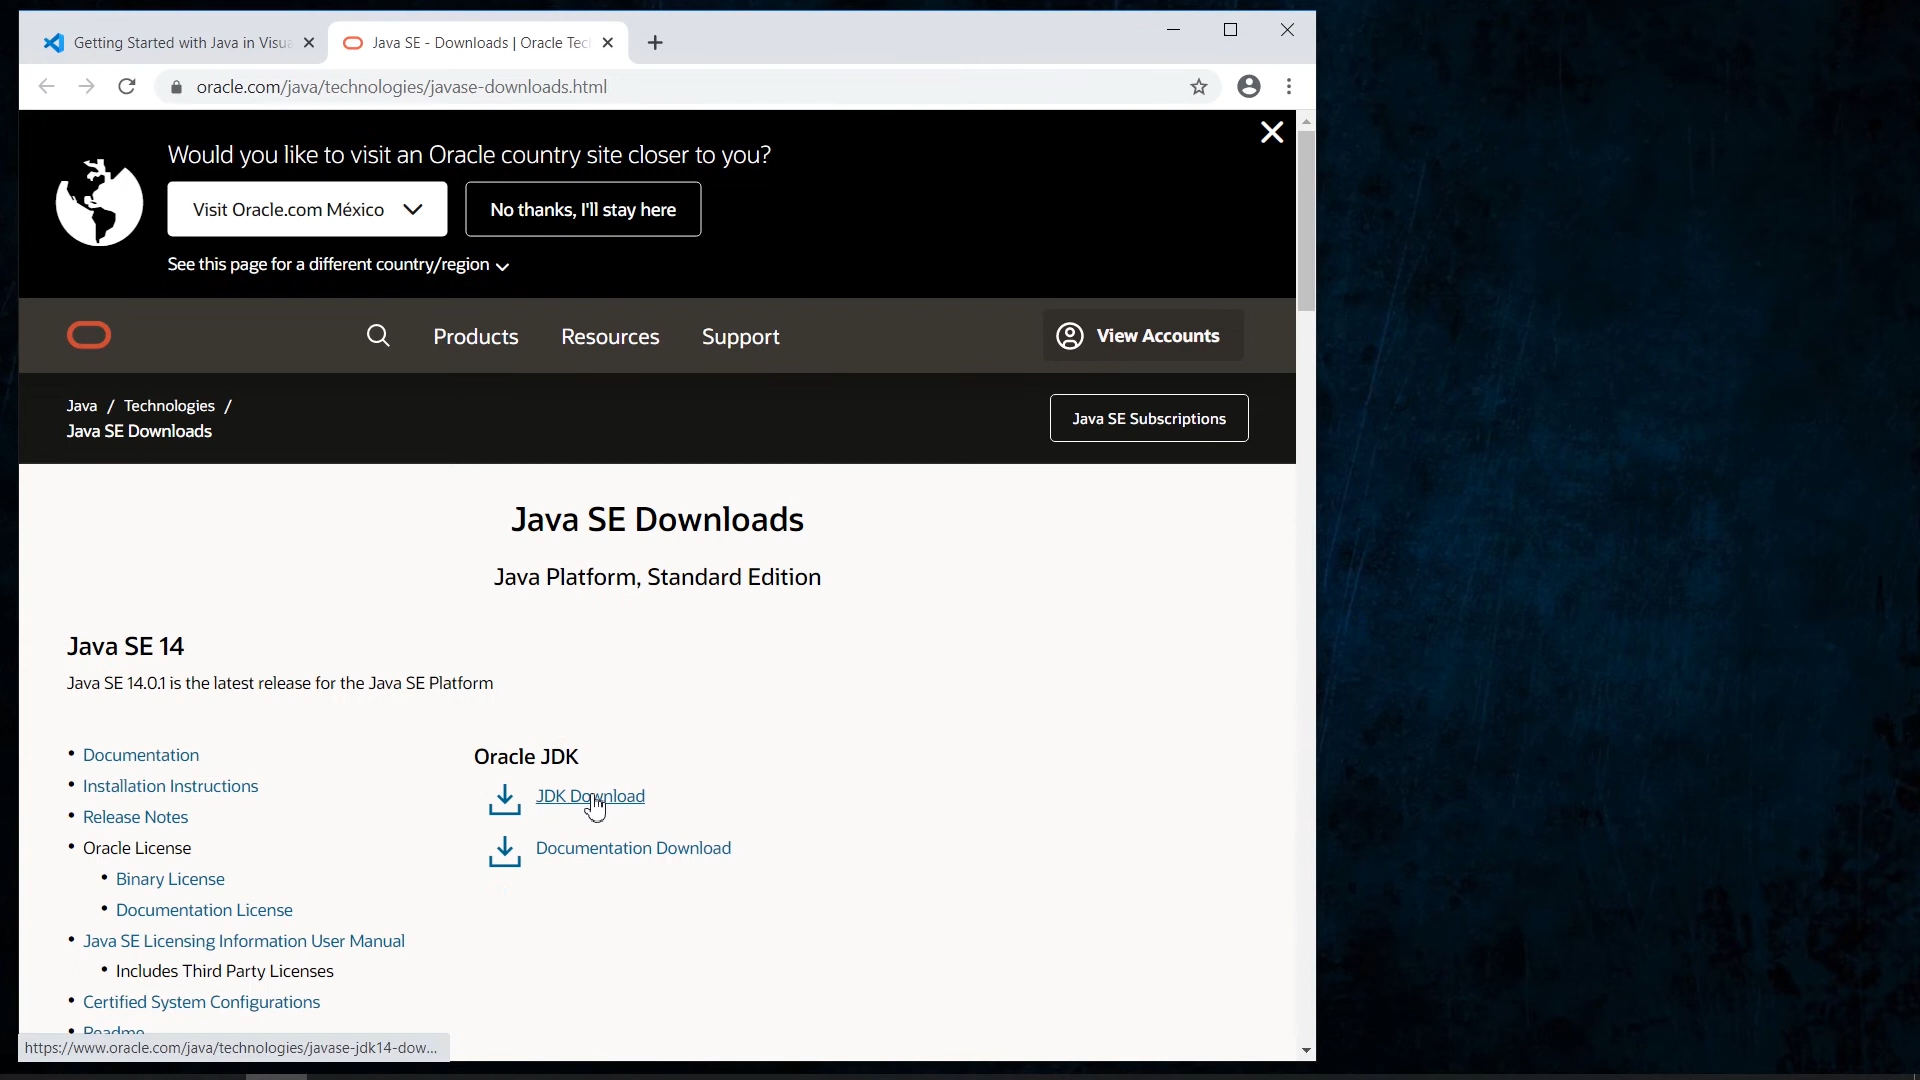 Getting Started with Java in Visua
Java SE - Downloads | Oracle Tec
oracle.com/java/technologies/javase-downloads.html
Would you like to visit an Oracle country site closer to you?
Visit Oracle.com México
No thanks, I'll stay here
See this page for a different country/region
Products
Resources
Support
View Accounts
Java / Technologies /
Java SE Downloads
Java SE Subscriptions
Java SE Downloads
Java Platform, Standard Edition
Java SE 14
Java SE 14.0.1 is the latest release for the Java SE Platform
• Documentation
• Installation Instructions
• Release Notes
• Oracle License
• Binary License
• Documentation License
• Java SE Licensing Information User Manual
• Includes Third Party Licenses
• Certified System Configurations
• Readme
Oracle JDK
JDK Download
Documentation Download
https://www.oracle.com/java/technologies/javase-jdk14-dow...